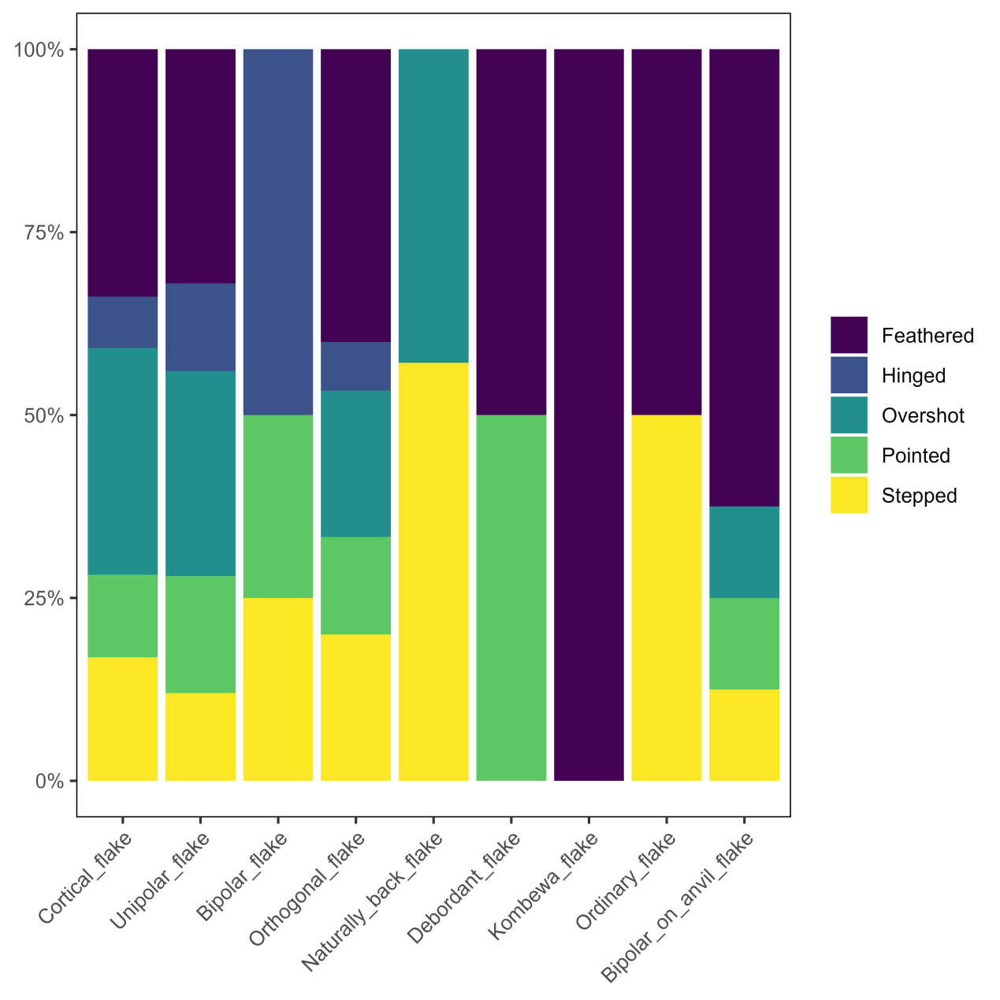 100%
75%
50%
25%
0%
Cortical_flake
Unipolar_flake
Bipolar_flake
Orthogonal_flake
Naturally_back_flake
Debordant_flake
Kombewa_flake
Ordinary_flake
Bipolar_on_anvil_flake
Feathered
Hinged
Overshot
Pointed
Stepped